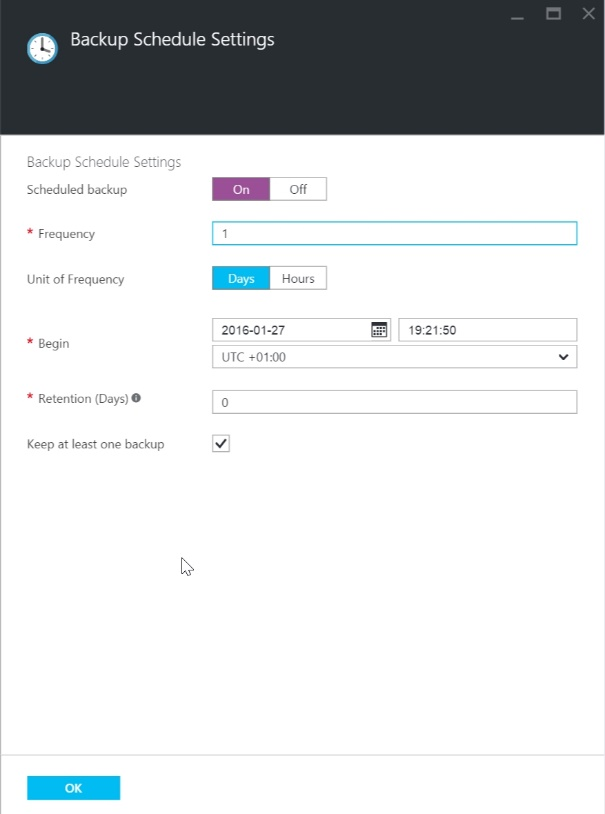 Backup Schedule Settings
Backup Schedule Settings
Scheduled backup On Off
* Frequency 1
Unit of Frequency Days Hours
* Begin 2016-01-27 19:21:50
UTC +01:00
* Retention (Days) 0
Keep at least one backup
OK